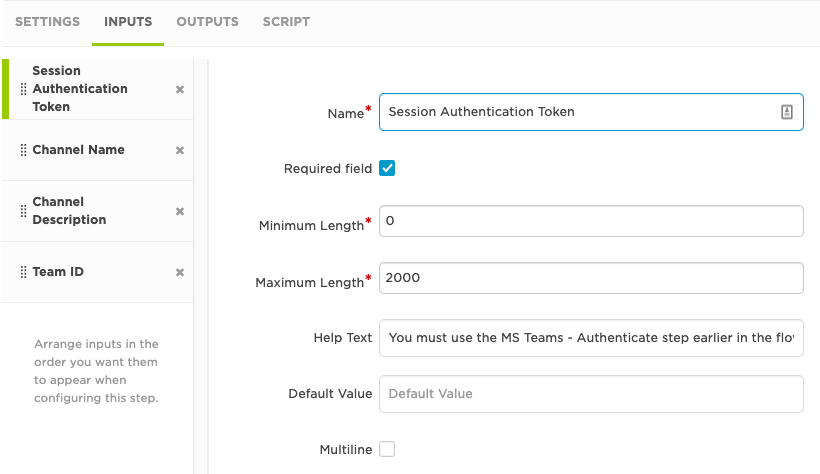 SETTINGS INPUTS OUTPUTS SCRIPT
Session
Authentication
Token
Channel Name
Channel
Description
Team ID
Arrange inputs in the
order you want them
to appear when
configuring this step.
Name* Session Authentication Token
Required field
Minimum Length* 0
Maximum Length* 2000
Help Text You must use the MS Teams - Authenticate step earlier in the
Default Value Default Value
Multiline